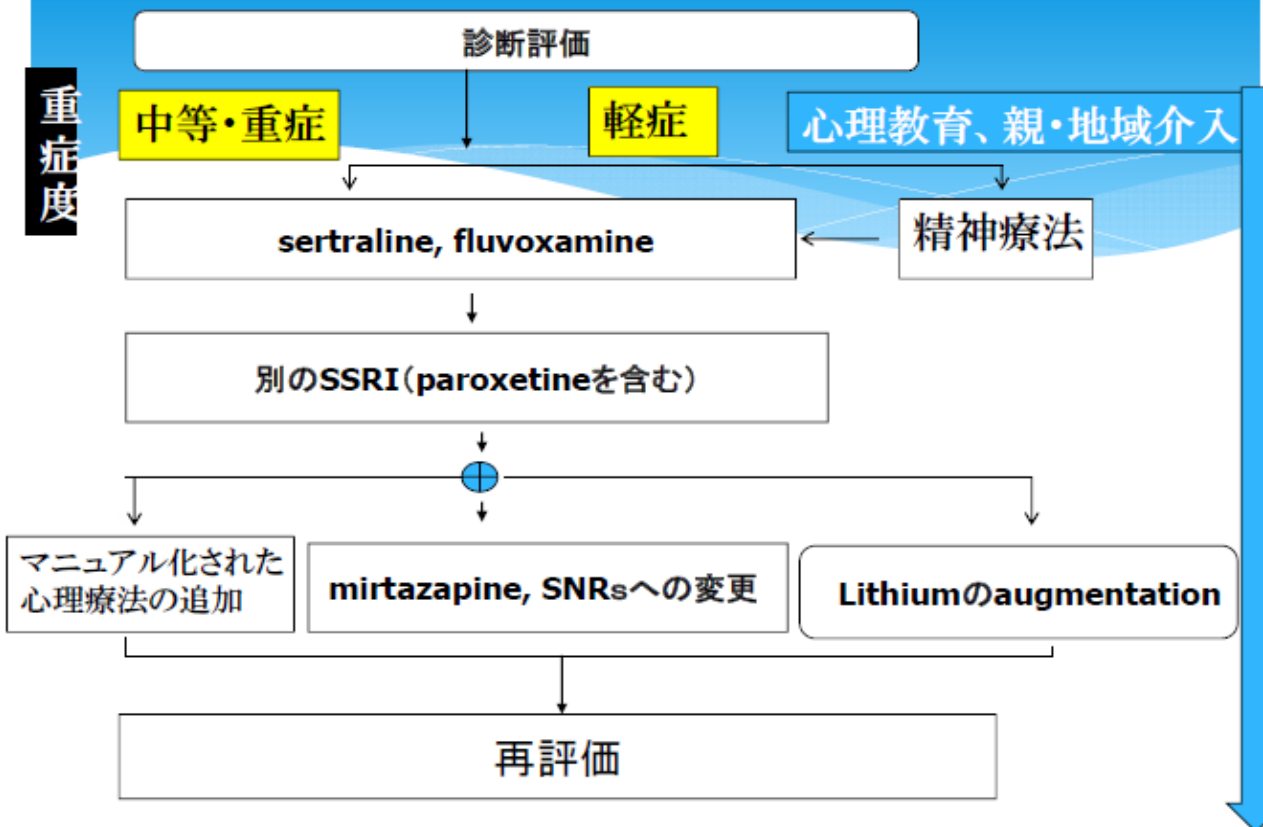 診断評価
重症度
中等・重症
軽症
心理教育、親・地域介入
sertraline, fluvoxamine
精神療法
別のSSRI(paroxetineを含む)
マニュアル化された
心理療法の追加
mirtazapine, SNRsへの変更
Lithiumのaugmentation
再評価